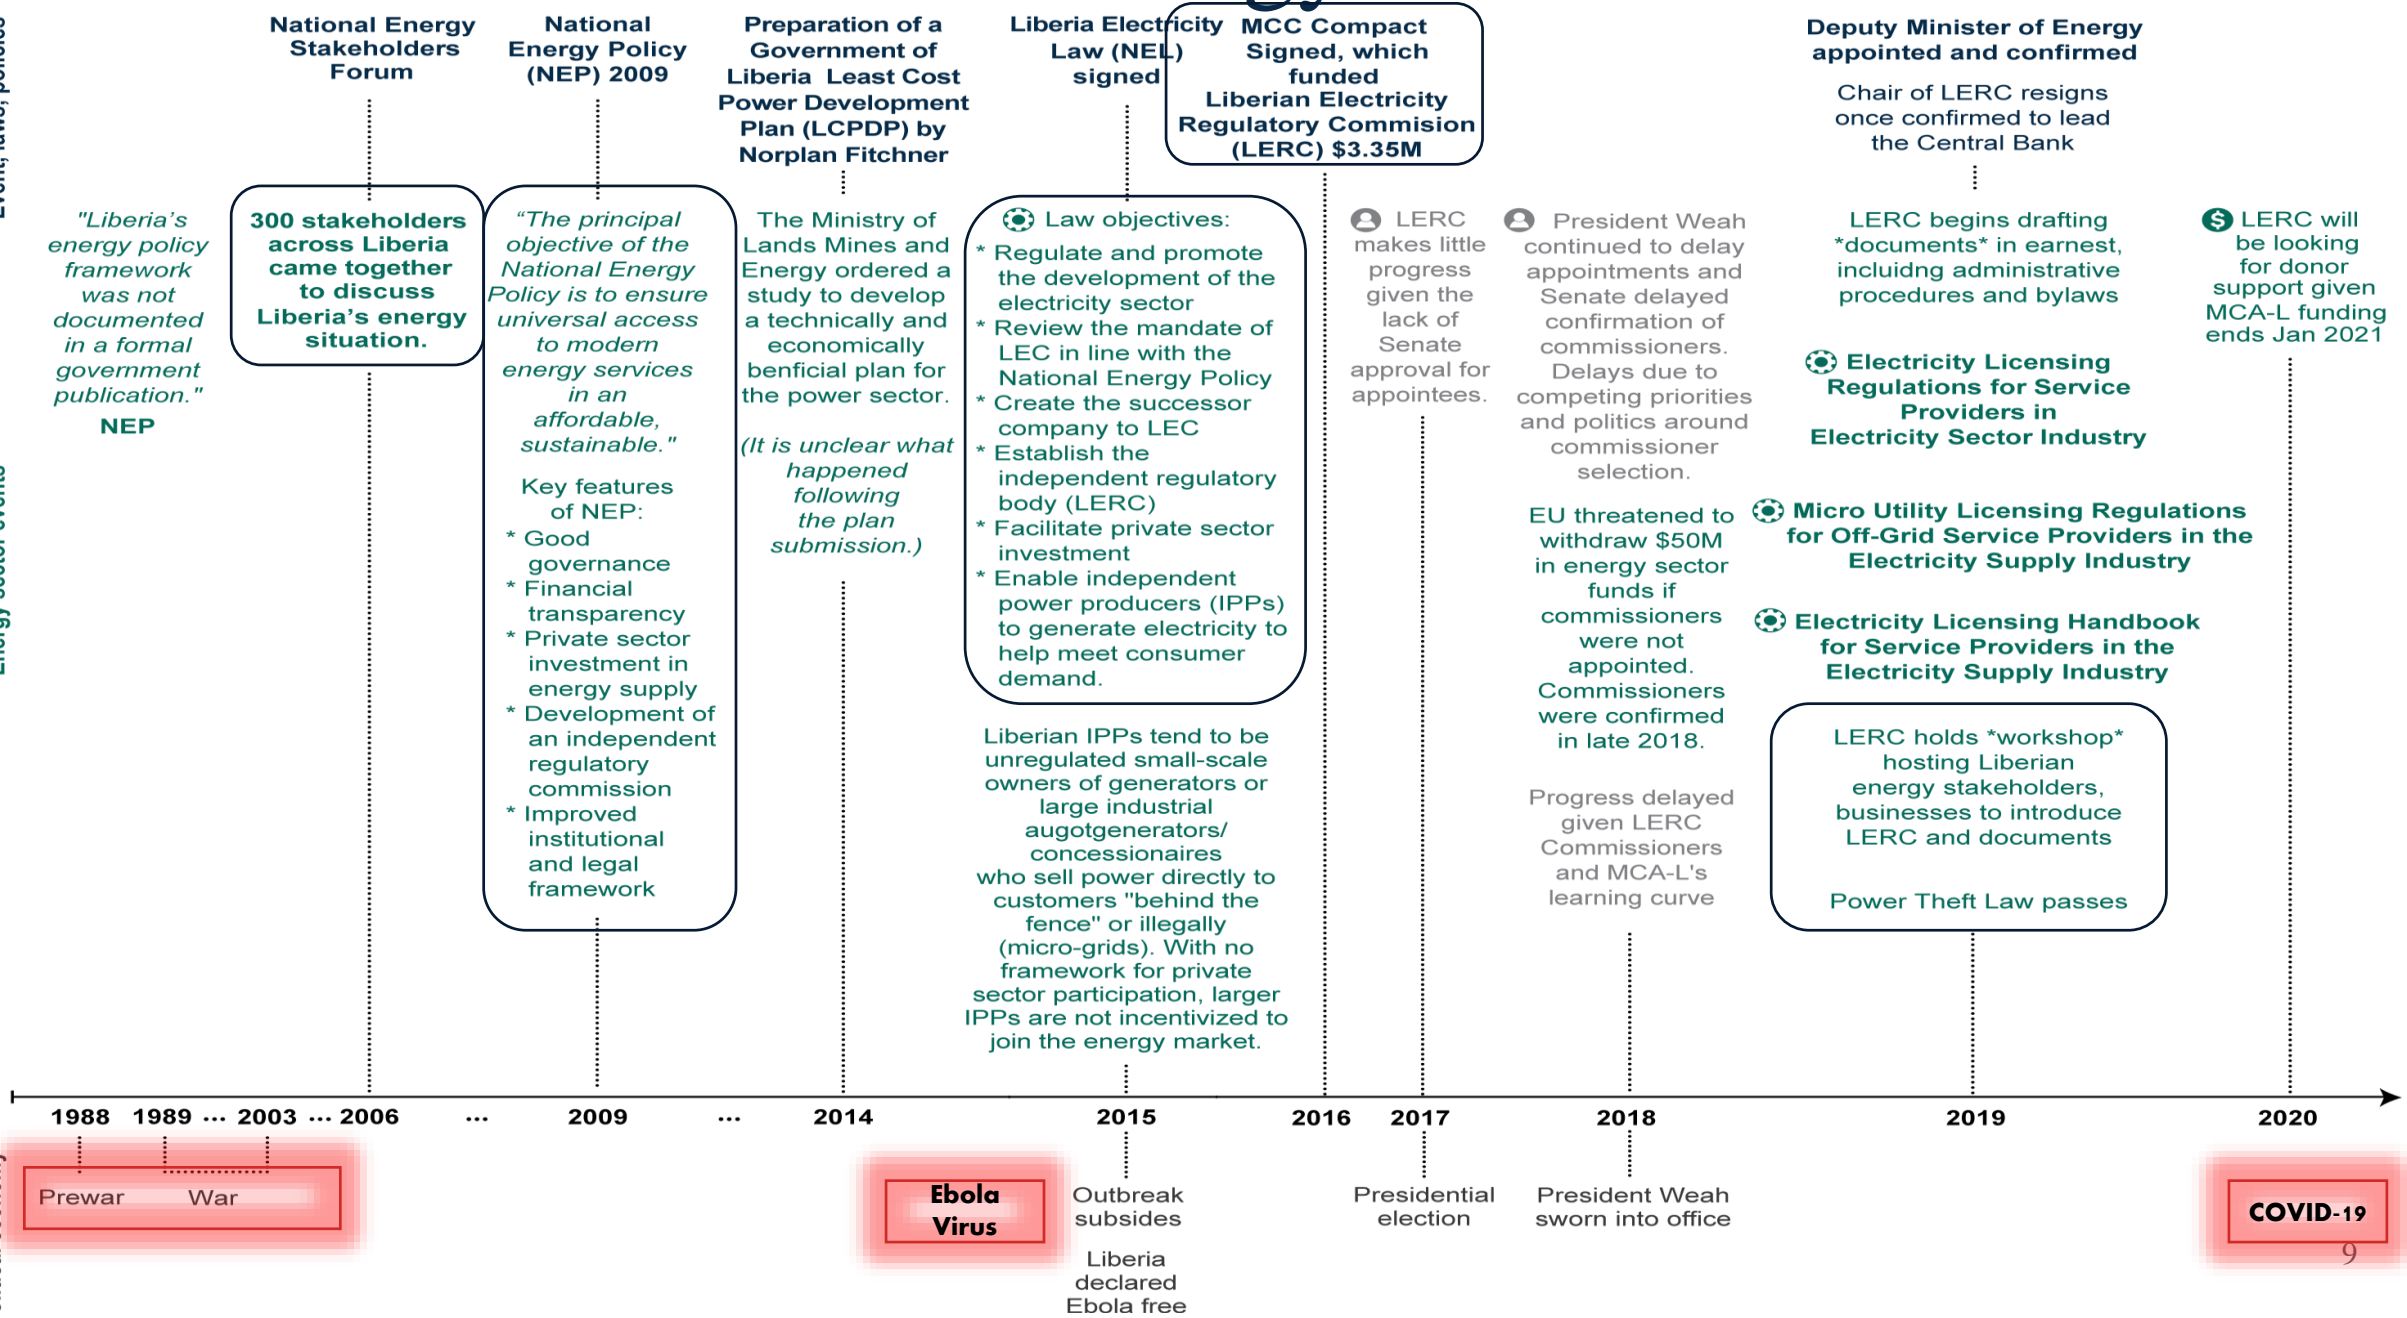 National Energy
Stakeholders
Forum
National
Energy Policy
(NEP) 2009
Preparation of a
Government of
Liberia Least Cost
Power Development
Plan (LCPDP) by
Norplan Fitchner
Liberia Electricity
Law (NEL)
signed
MCC Compact
Signed, which
funded
Liberian Electricity
Regulatory Commision
(LERC) $3.35M
Deputy Minister of Energy
appointed and confirmed
Chair of LERC resigns
once confirmed to lead
the Central Bank
"Liberia's
energy policy
framework
was not
documented
in a formal
government
publication."
NEP
300 stakeholders
across Liberia
came together
to discuss
Liberia's energy
situation.
“The principal
objective of the
National Energy
Policy is to ensure
universal access
to modern
energy services
in an
affordable,
sustainable."
Key features
of NEP:
* Good
governance
* Financial
transparency
* Private sector
investment in
energy supply
* Development of
an independent
regulatory
commission
* Improved
institutional
and legal
framework
The Ministry of
Lands Mines and
Energy ordered a
study to develop
a technically and
economically
benficial plan for
the power sector.
(It is unclear what
happened
following
the plan
submission.)
Law objectives:
* Regulate and promote
the development of the
electricity sector
* Review the mandate of
LEC in line with the
National Energy Policy
* Create the successor
company to LEC
* Establish the
independent regulatory
body (LERC)
* Facilitate private sector
investment
* Enable independent
power producers (IPPs)
to generate electricity to
help meet consumer
demand.
Liberian IPPs tend to be
unregulated small-scale
owners of generators or
large industrial
augotgenerators/
concessionaires
who sell power directly to
customers "behind the
fence" or illegally
(micro-grids). With no
framework for private
sector participation, larger
IPPs are not incentivized to
join the energy market.
LERC
makes little
progress
given the
lack of
Senate
approval for
appointees.
President Weah
continued to delay
appointments and
Senate delayed
confirmation of
commissioners.
Delays due to
competing priorities
and politics around
commissioner
selection.
EU threatened to
withdraw $50M
in energy sector
funds if
commissioners
were not
appointed.
Commissioners
were confirmed
in late 2018.
Progress delayed
given LERC
Commissioners
and MCA-L's
learning curve
LERC begins drafting
*documents* in earnest,
incluidng administrative
procedures and bylaws
Electricity Licensing
Regulations for Service
Providers in
Electricity Sector Industry
Micro Utility Licensing Regulations
for Off-Grid Service Providers in the
Electricity Supply Industry
Electricity Licensing Handbook
for Service Providers in the
Electricity Supply Industry
LERC holds *workshop*
hosting Liberian
energy stakeholders,
businesses to introduce
LERC and documents
Power Theft Law passes
$ LERC will
be looking
for donor
support given
MCA-L funding
ends Jan 2021
1988 1989 ... 2003 ... 2006 ... 2009 ... 2014 2015 2016 2017 2018 2019 2020
Prewar War
Ebola
Virus
Outbreak
subsides
Liberia
declared
Ebola free
Presidential
election
President Weah
sworn into office
COVID-19
9